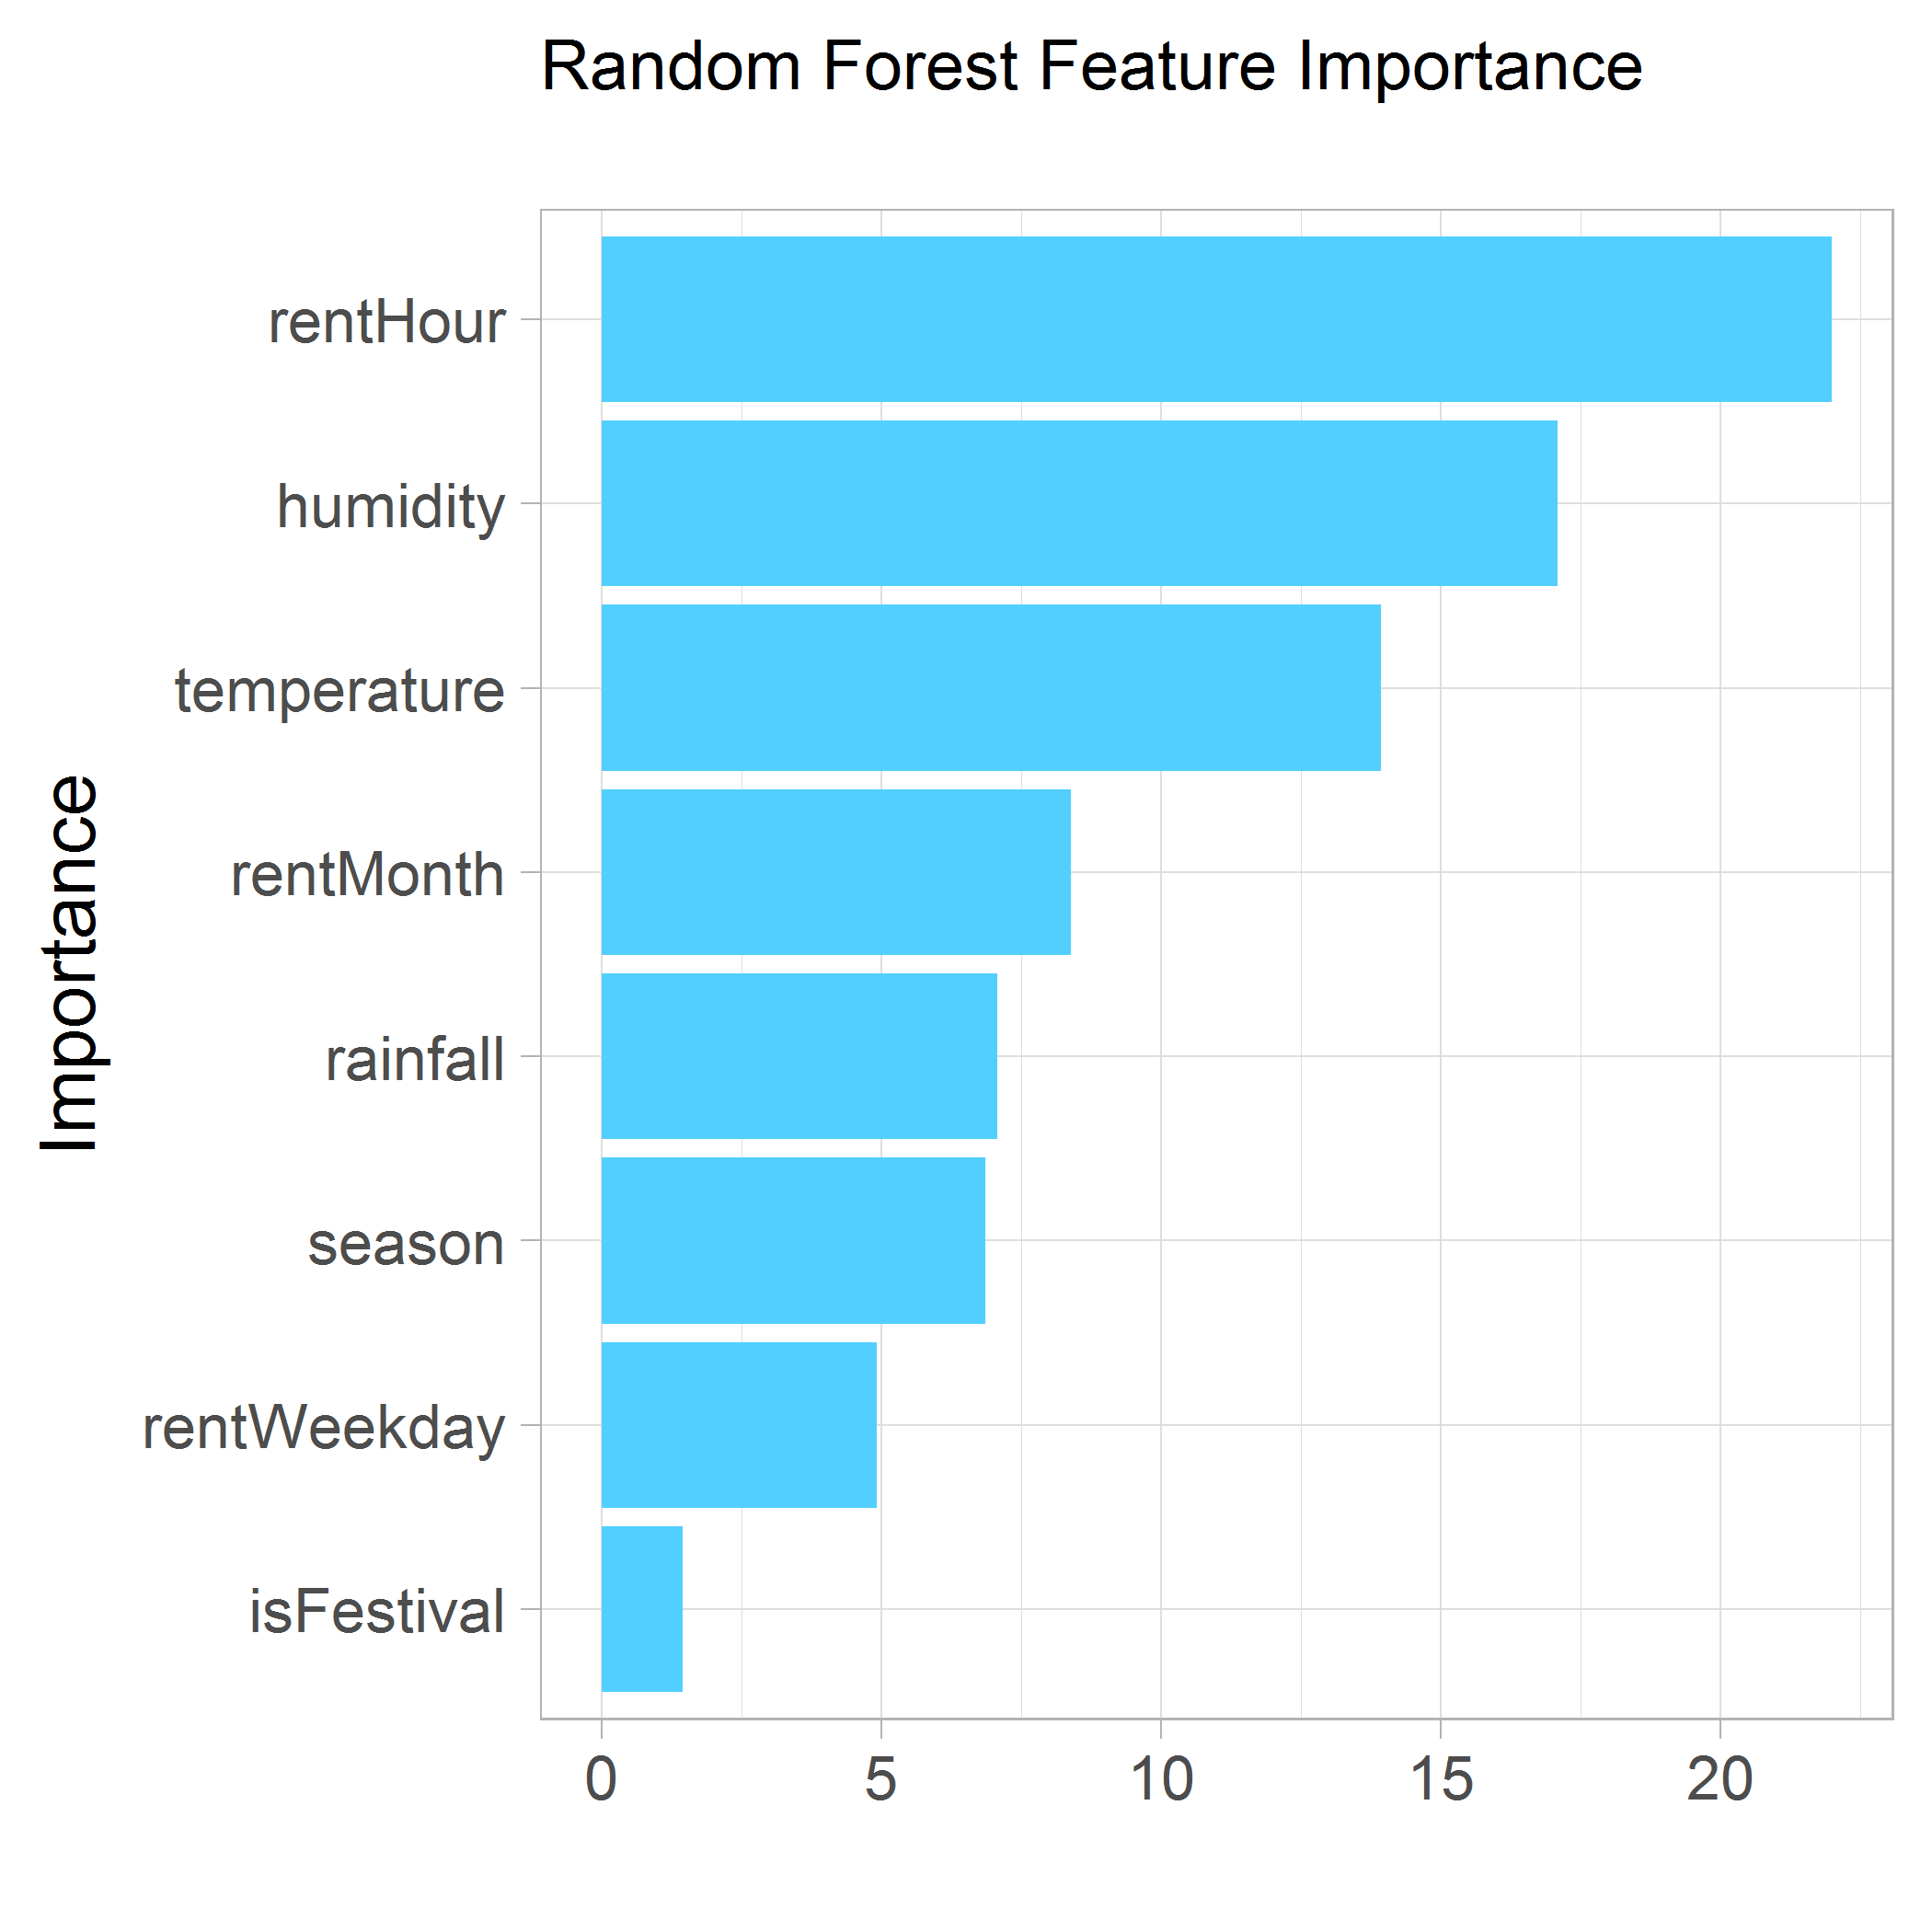 Random Forest Feature Importance
Importance
rentHour
humidity
temperature
rentMonth
rainfall
season
rentWeekday
isFestival
0 5 10 15 20